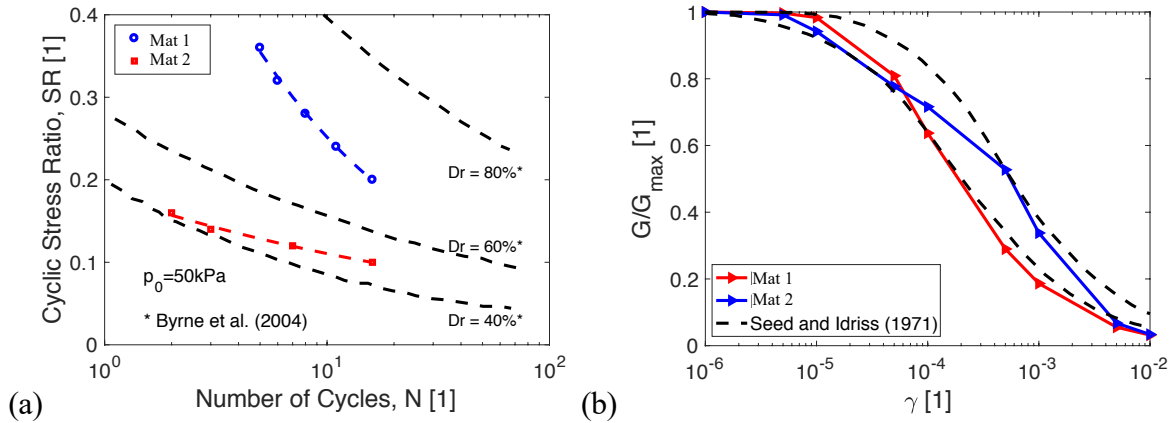 0.4
0.3
0.2
0.1
0
Cyclic Stress Ratio, SR [1]
Mat 1
Mat 2
Dr = 80%*
Dr = 60%*
Dr = 40%*
p0=50kPa
* Byrne et al. (2004)
10^0
10^1
10^2
Number of Cycles, N [1]
(a)
1
0.8
0.6
0.4
0.2
0
G/Gmax [1]
|Mat 1
|Mat 2
Seed and Idriss (1971)
10^-6
10^-5
10^-4
10^-3
10^-2
γ [1]
(b)